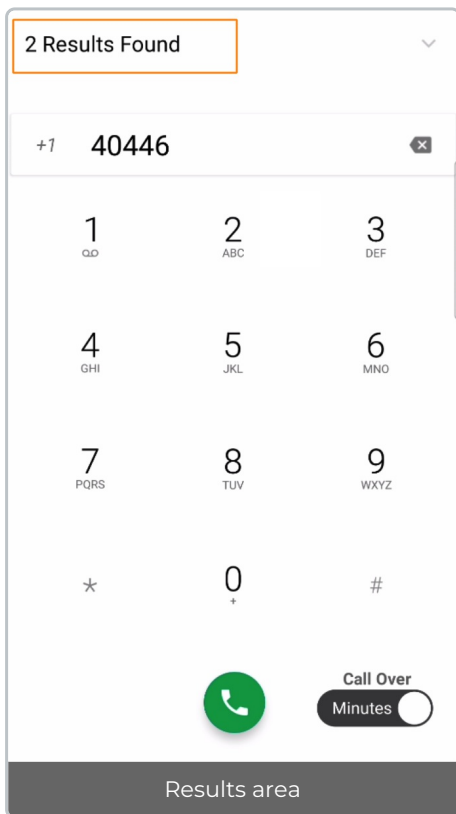 2 Results Found
+1 40446
1 2 3
ABC DEF
4 5 6
GHI JKL MNO
7 8 9
PQRS TUV WXYZ
* 0 #
+
Call Over
Minutes
Results area